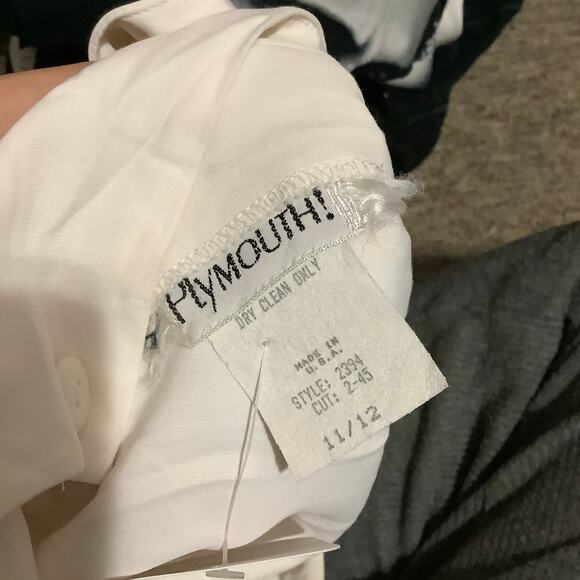 PlyMOUTH!
DRY CLEAN ONLY
MADE IN
U.S.A.
STYLE: 2394
CUT: 2-45
11/12